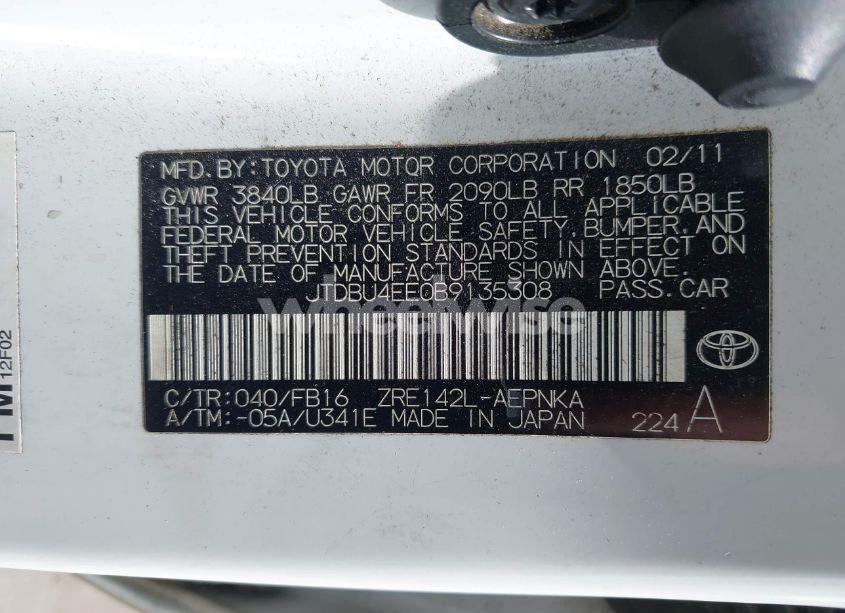 MFD. BY: TOYOTA MOTOR CORPORATION 02/11
GVWR 3840LB GAWR FR 2090LB RR 1850LB
THIS VEHICLE CONFORMS TO ALL APPLICABLE
FEDERAL MOTOR VEHICLE SAFETY, BUMPER, AND
THEFT PREVENTION STANDARDS IN EFFECT ON
THE DATE OF MANUFACTURE SHOWN ABOVE.
JTDBU4EE0B9135308 PASS. CAR
wheelwise
C/TR: 040/FB16 ZRE142L-AEPNKA
A/TM: -05A/U341E MADE IN JAPAN 224 A
12F02